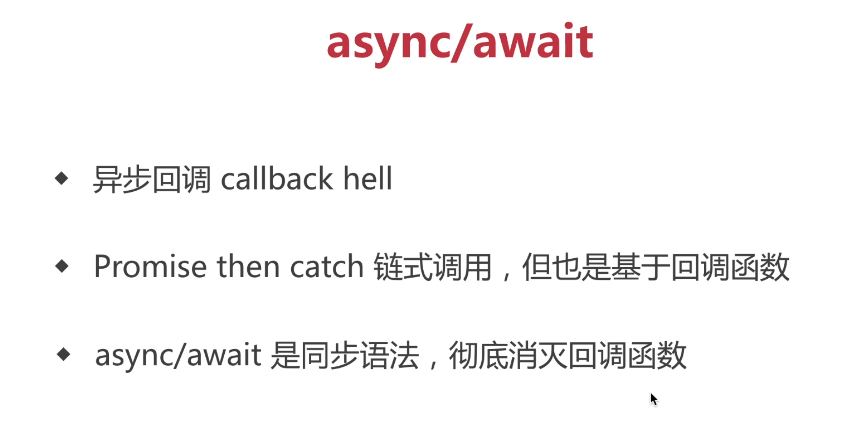 async/await
异步回调 callback hell
Promise then catch 链式调用，但也是基于回调函数
async/await 是同步语法，彻底消灭回调函数